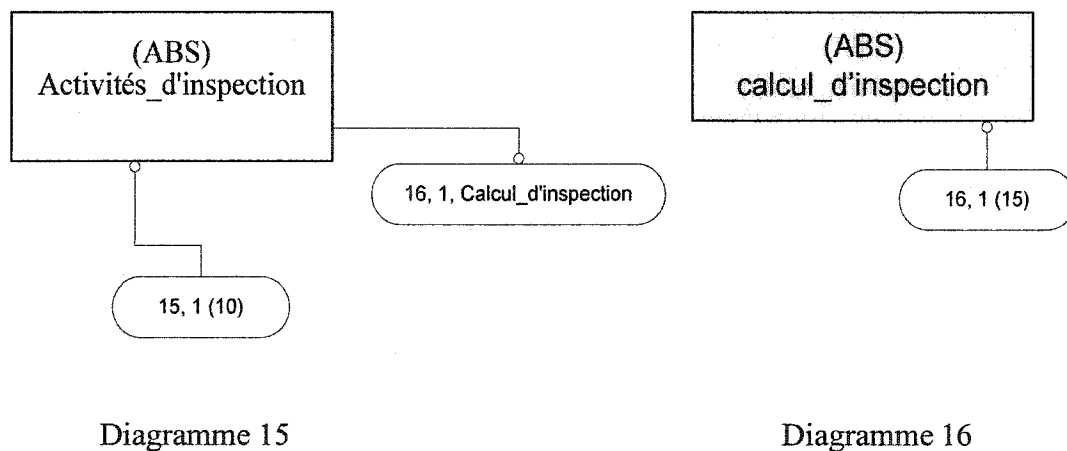 (ABS)
Activités_d'inspection
16, 1, Calcul_d'inspection
15, 1 (10)
Diagramme 15
(ABS)
calcul_d'inspection
16, 1 (15)
Diagramme 16